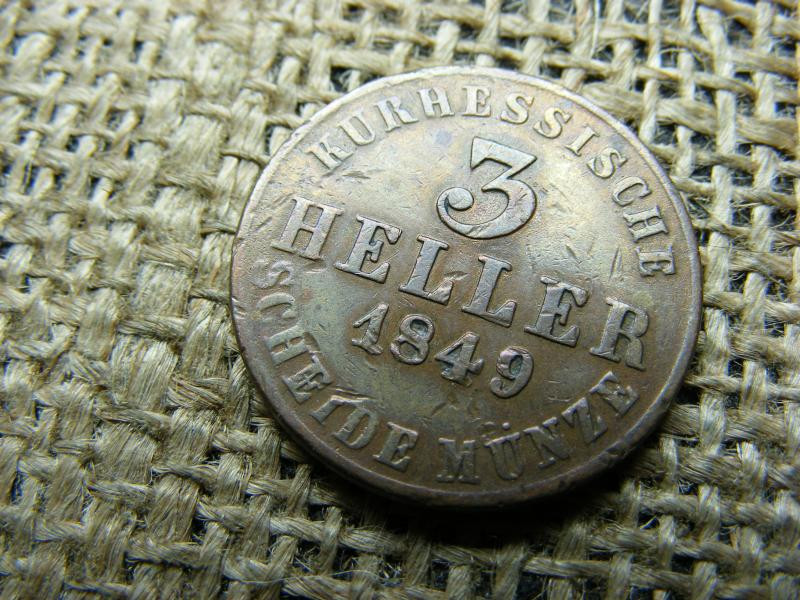 KURHESSISCHE
3
HELLER
1849
SCHEIDE MÜNZE